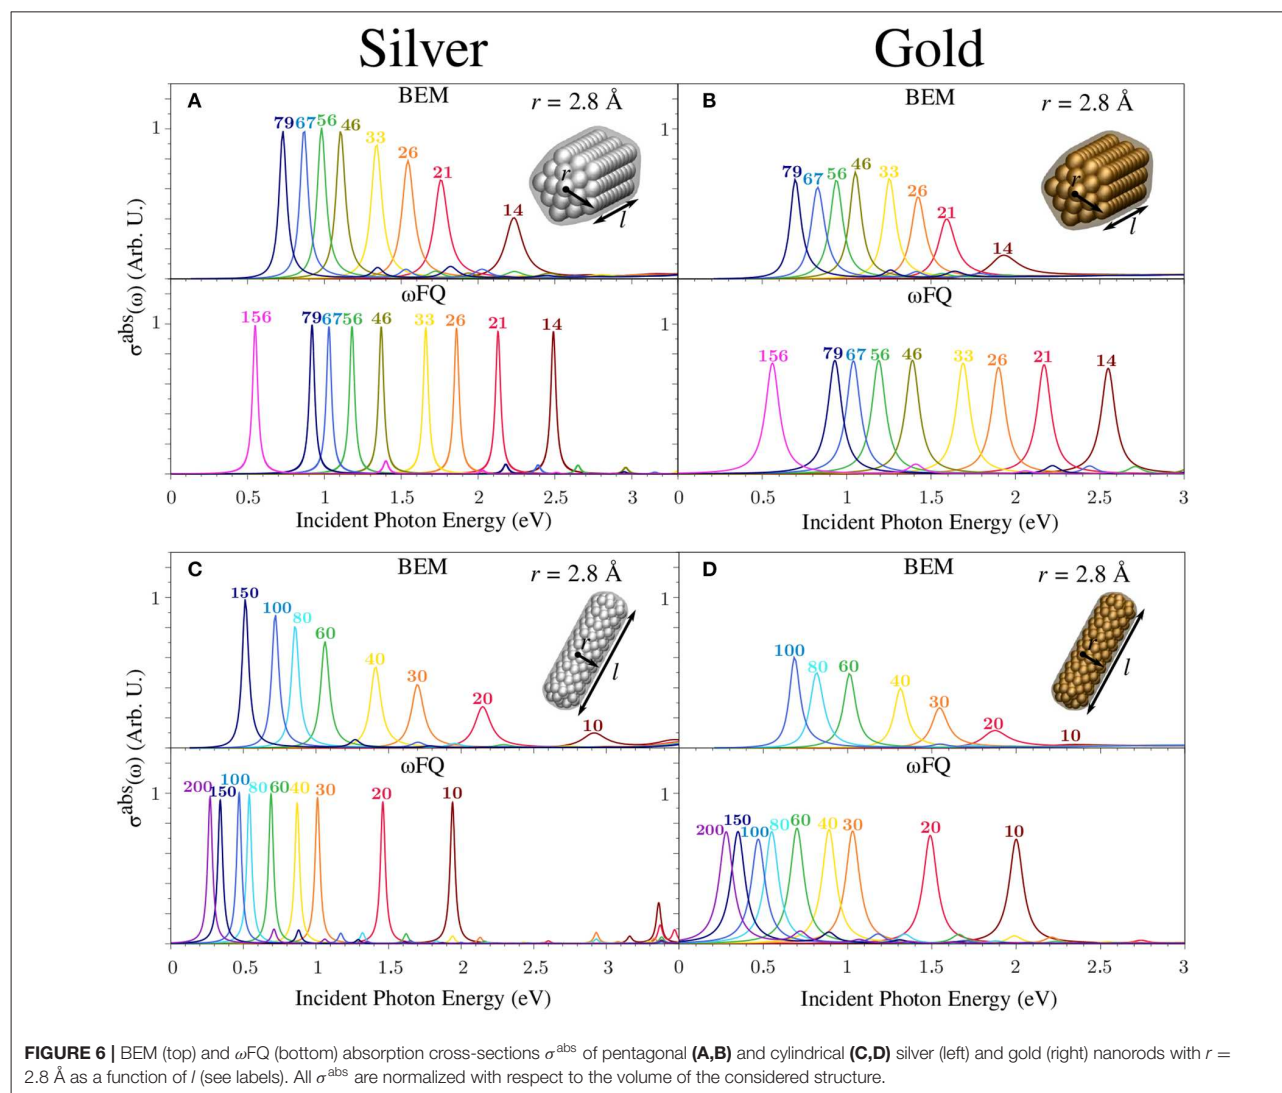 Silver Gold
A BEM r = 2.8 Å
79 67 56 46 33 26 21 14
r
l
B BEM r = 2.8 Å
79 67 56 46 33 26 21 14
r
l
1
1
σabs(ω) (Arb. U.)
ωFQ
156 79 67 56 46 33 26 21 14
1
ωFQ
156 79 67 56 46 33 26 21 14
1
0 0.5 1 1.5 2 2.5 3
Incident Photon Energy (eV)
0 0.5 1 1.5 2 2.5 3
Incident Photon Energy (eV)
C BEM r = 2.8 Å
150 100 80 60 40 30 20 10
r
l
1
D BEM r = 2.8 Å
100 80 60 40 30 20 10
r
l
1
σabs(ω) (Arb. U.)
ωFQ
200 150 100 80 60 40 30 20 10
1
ωFQ
200 150 100 80 60 40 30 20 10
1
0 0.5 1 1.5 2 2.5 3
Incident Photon Energy (eV)
0 0.5 1 1.5 2 2.5 3
Incident Photon Energy (eV)
FIGURE 6 | BEM (top) and ωFQ (bottom) absorption cross-sections σabs of pentagonal (A,B) and cylindrical (C,D) silver (left) and gold (right) nanorods with r =
2.8 Å as a function of l (see labels). All σabs are normalized with respect to the volume of the considered structure.